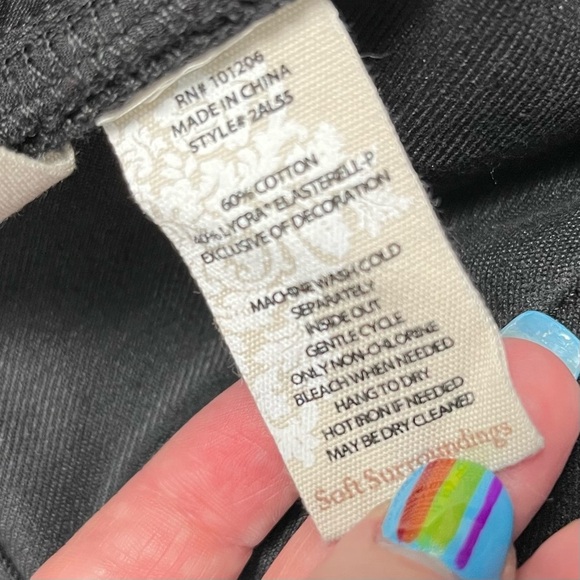 RN# 101206
MADE IN CHINA
STYLE# 2AL55
60% COTTON
40% LYCRA® ELASTERELL-P
EXCLUSIVE OF DECORATION
MACHINE WASH COLD
SEPARATELY
INSIDE OUT
GENTLE CYCLE
ONLY NON-CHLORINE
BLEACH WHEN NEEDED
HANG TO DRY
HOT IRON IF NEEDED
MAY BE DRY CLEANED
Soft Surroundings